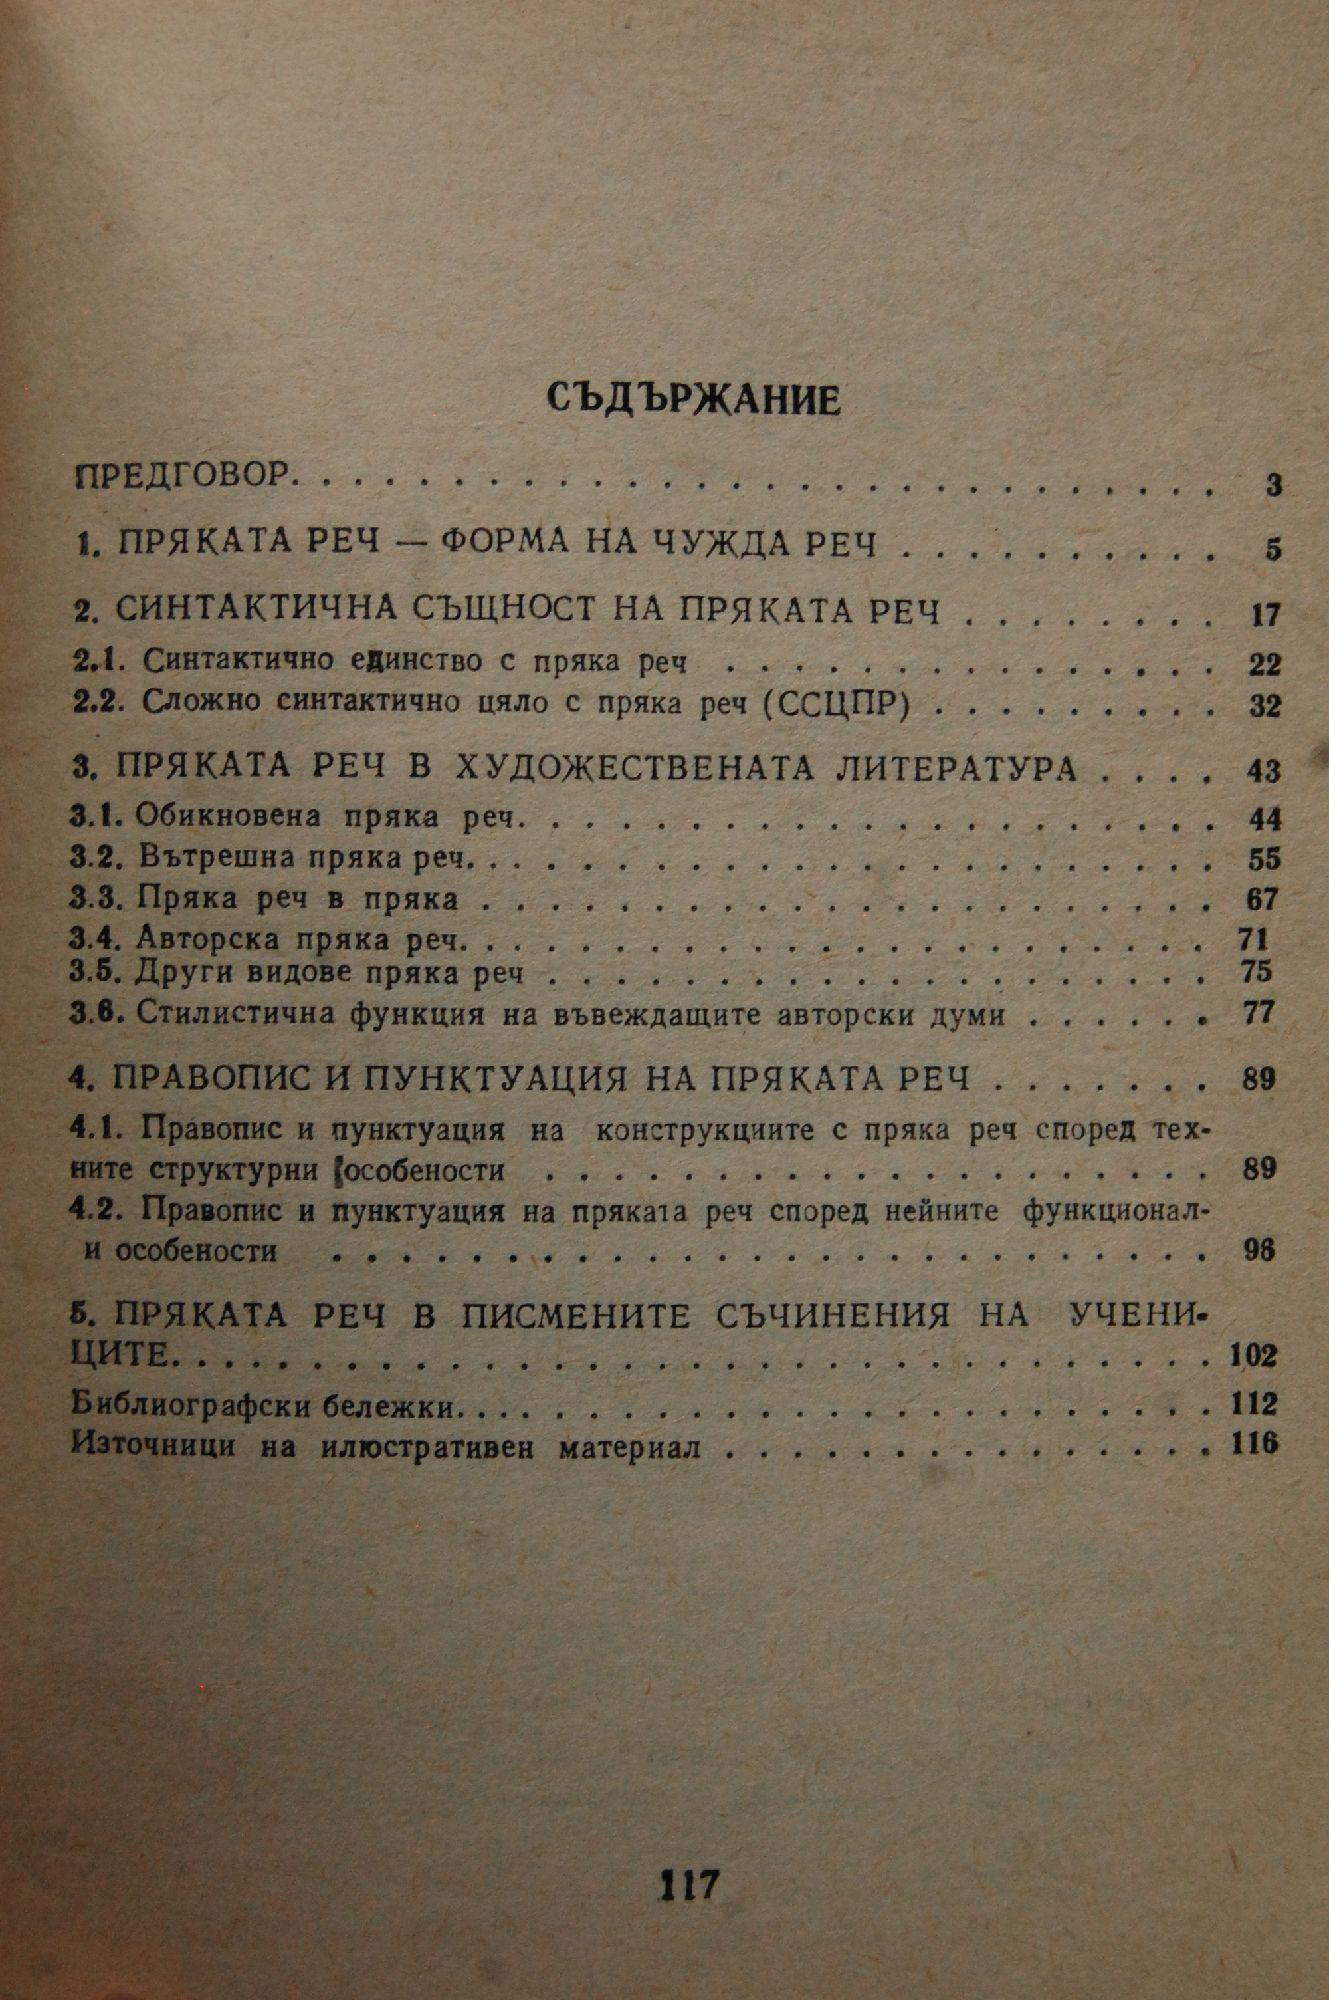 СЪДЪРЖАНИЕ
ПРЕДГОВОР. . . . . . . . . . . . . . . . . . . . . . . . . . . 3
1. ПРЯКАТА РЕЧ — ФОРМА НА ЧУЖДА РЕЧ . . . . . . . . . . 5
2. СИНТАКТИЧНА СЪЩНОСТ НА ПРЯКАТА РЕЧ . . . . . . . . 17
2.1. Синтактично единство с пряка реч . . . . . . . . . . . . . . . 22
2.2. Сложно синтактично цяло с пряка реч (ССЦПР) . . . . . . . . . 32
3. ПРЯКАТА РЕЧ В ХУДОЖЕСТВЕНАТА ЛИТЕРАТУРА . . . . 43
3.1. Обикновена пряка реч. . . . . . . . . . . . . . . . . . . . . 44
3.2. Вътрешна пряка реч. . . . . . . . . . . . . . . . . . . . . . 55
3.3. Пряка реч в пряка . . . . . . . . . . . . . . . . . . . . . . 67
3.4. Авторска пряка реч. . . . . . . . . . . . . . . . . . . . . . 71
3.5. Други видове пряка реч . . . . . . . . . . . . . . . . . . . . 75
3.6. Стилистична функция на въвеждащите авторски думи . . . . . . 77
4. ПРАВОПИС И ПУНКТУАЦИЯ НА ПРЯКАТА РЕЧ . . . . . . . 89
4.1. Правопис и пунктуация на конструкциите с пряка реч според тех-
ните структурни особености . . . . . . . . . . . . . . . . . . . . 89
4.2. Правопис и пунктуация на пряката реч според нейните функционал-
и особености . . . . . . . . . . . . . . . . . . . . . . . . . . 98
5. ПРЯКАТА РЕЧ В ПИСМЕНИТЕ СЪЧИНЕНИЯ НА УЧЕНИ-
ЦИТЕ. . . . . . . . . . . . . . . . . . . . . . . . . . . . . . . 102
Библиографски бележки. . . . . . . . . . . . . . . . . . . . . . . 112
Източници на илюстративен материал . . . . . . . . . . . . . . . 116
117